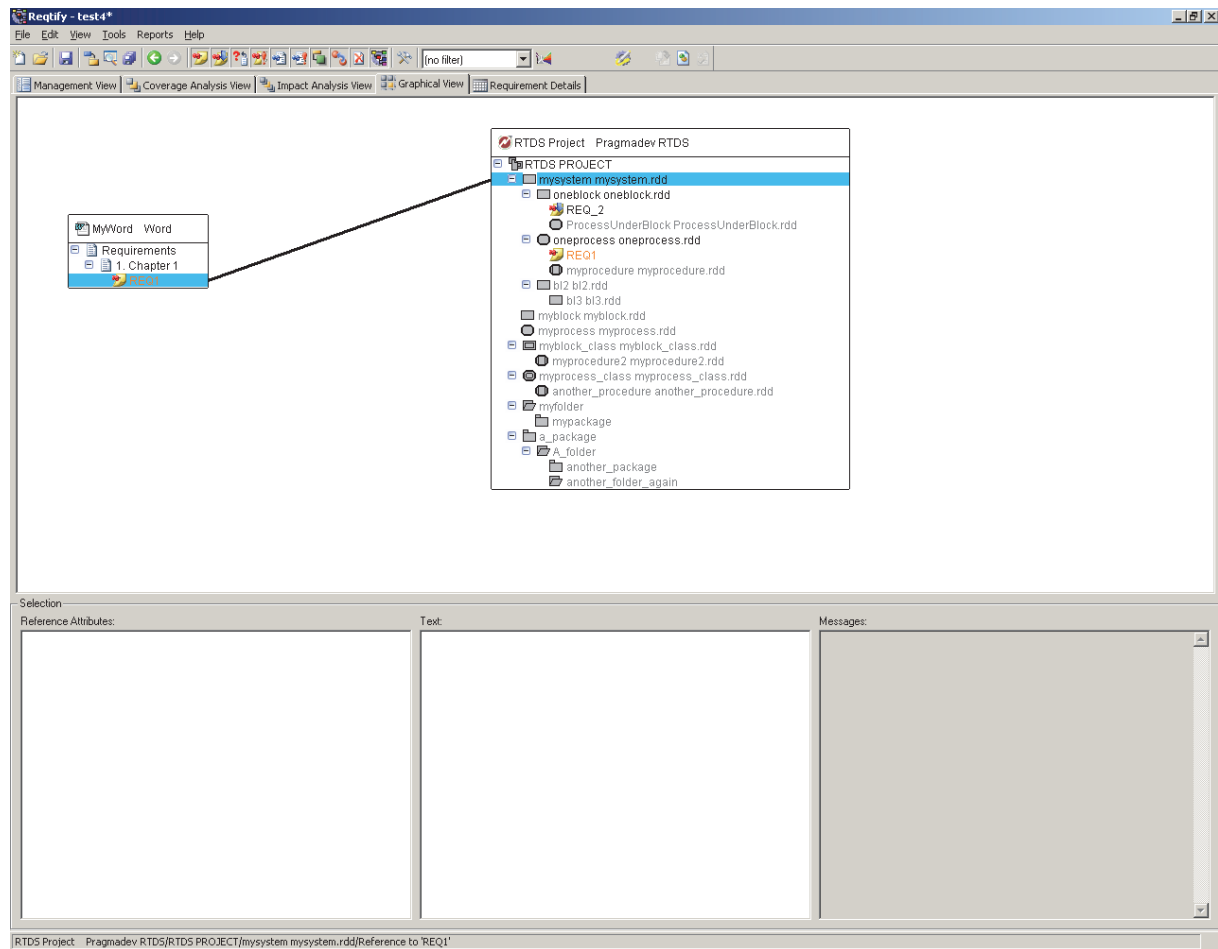 Reqtify - test4*
File Edit View Tools Reports Help
(no filter)
Management View Coverage Analysis View Impact Analysis View Graphical View Requirement Details
RTDS Project Pragmadev RTDS
RTDS PROJECT
mysystem mysystem.rdd
oneblock oneblock.rdd
REQ_2
ProcessUnderBlock ProcessUnderBlock.rdd
oneprocess oneprocess.rdd
REQ1
myprocedure myprocedure.rdd
bl2 bl2.rdd
bl3 bl3.rdd
myblock myblock.rdd
myprocess myprocess.rdd
myblock_class myblock_class.rdd
myprocedure2 myprocedure2.rdd
myprocess_class myprocess_class.rdd
another_procedure another_procedure.rdd
myfolder
mypackage
a_package
A_folder
another_package
another_folder_again
MyWord Word
Requirements
1. Chapter 1
REQ1
Selection
Reference Attributes: Text: Messages:
RTDS Project Pragmadev RTDS/RTDS PROJECT/mysystem mysystem.rdd/Reference to 'REQ1'